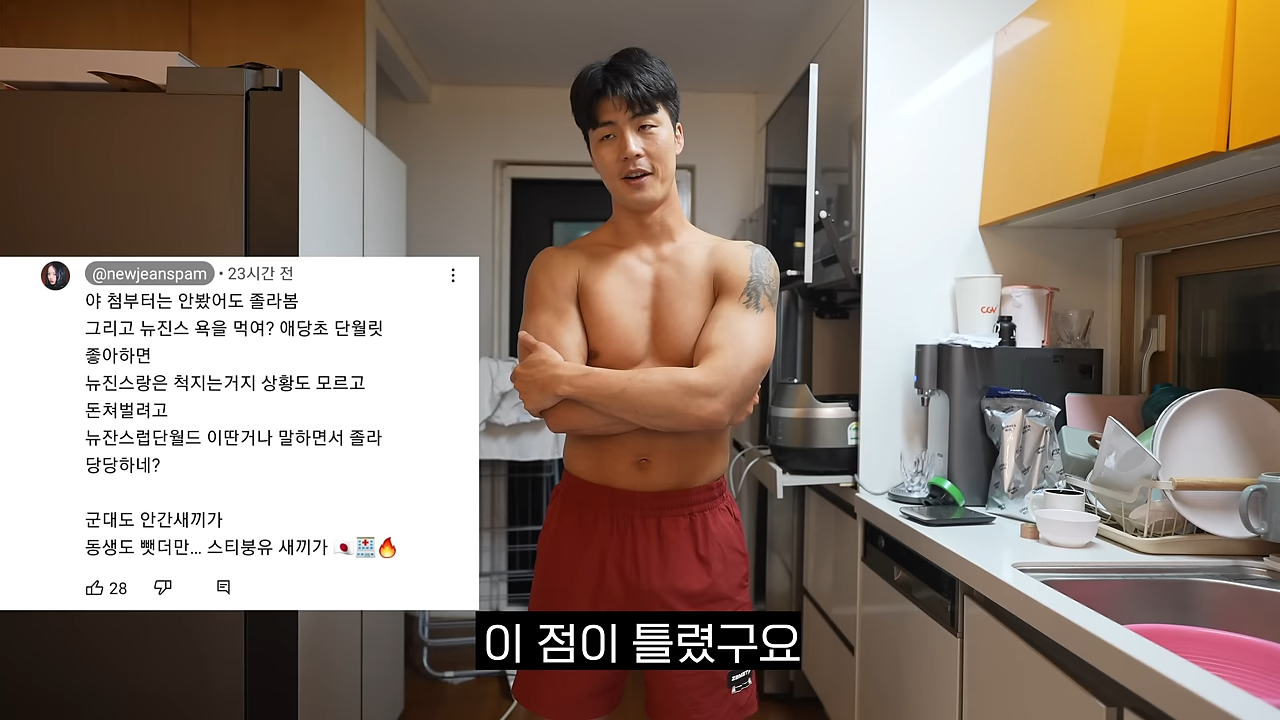 @newjeanspam • 23시간 전
야 첨부터는 안봤어도 졸라봄
그리고 뉴진스 욕을 먹여? 애당초 단월릿
좋아하면
뉴진스랑은 척지는거지 상황도 모르고
돈쳐벌려고
뉴잔스럽단월드 이딴거나 말하면서 졸라
당당하네?
군대도 안간새끼가
동생도 뺏더만... 스티붕유 새끼가 🇯🇵🏥🔥
28
CGV
이 점이 틀렸구요